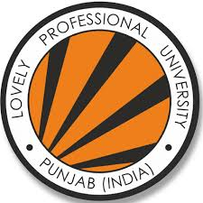 LOVELY PROFESSIONAL UNIVERSITY
PUNJAB (INDIA)